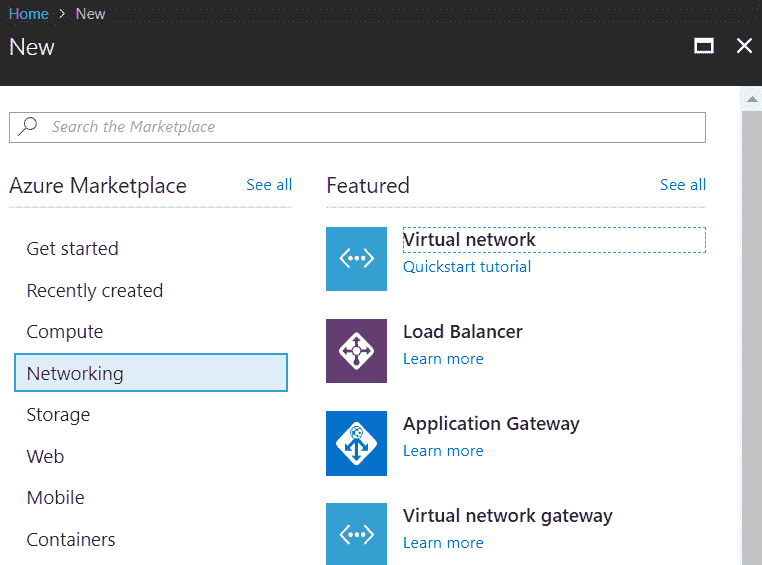 Home > New
New
Search the Marketplace
Azure Marketplace
See all
Get started
Recently created
Compute
Networking
Storage
Web
Mobile
Containers
Featured
See all
Virtual network
Quickstart tutorial
Load Balancer
Learn more
Application Gateway
Learn more
Virtual network gateway
Learn more